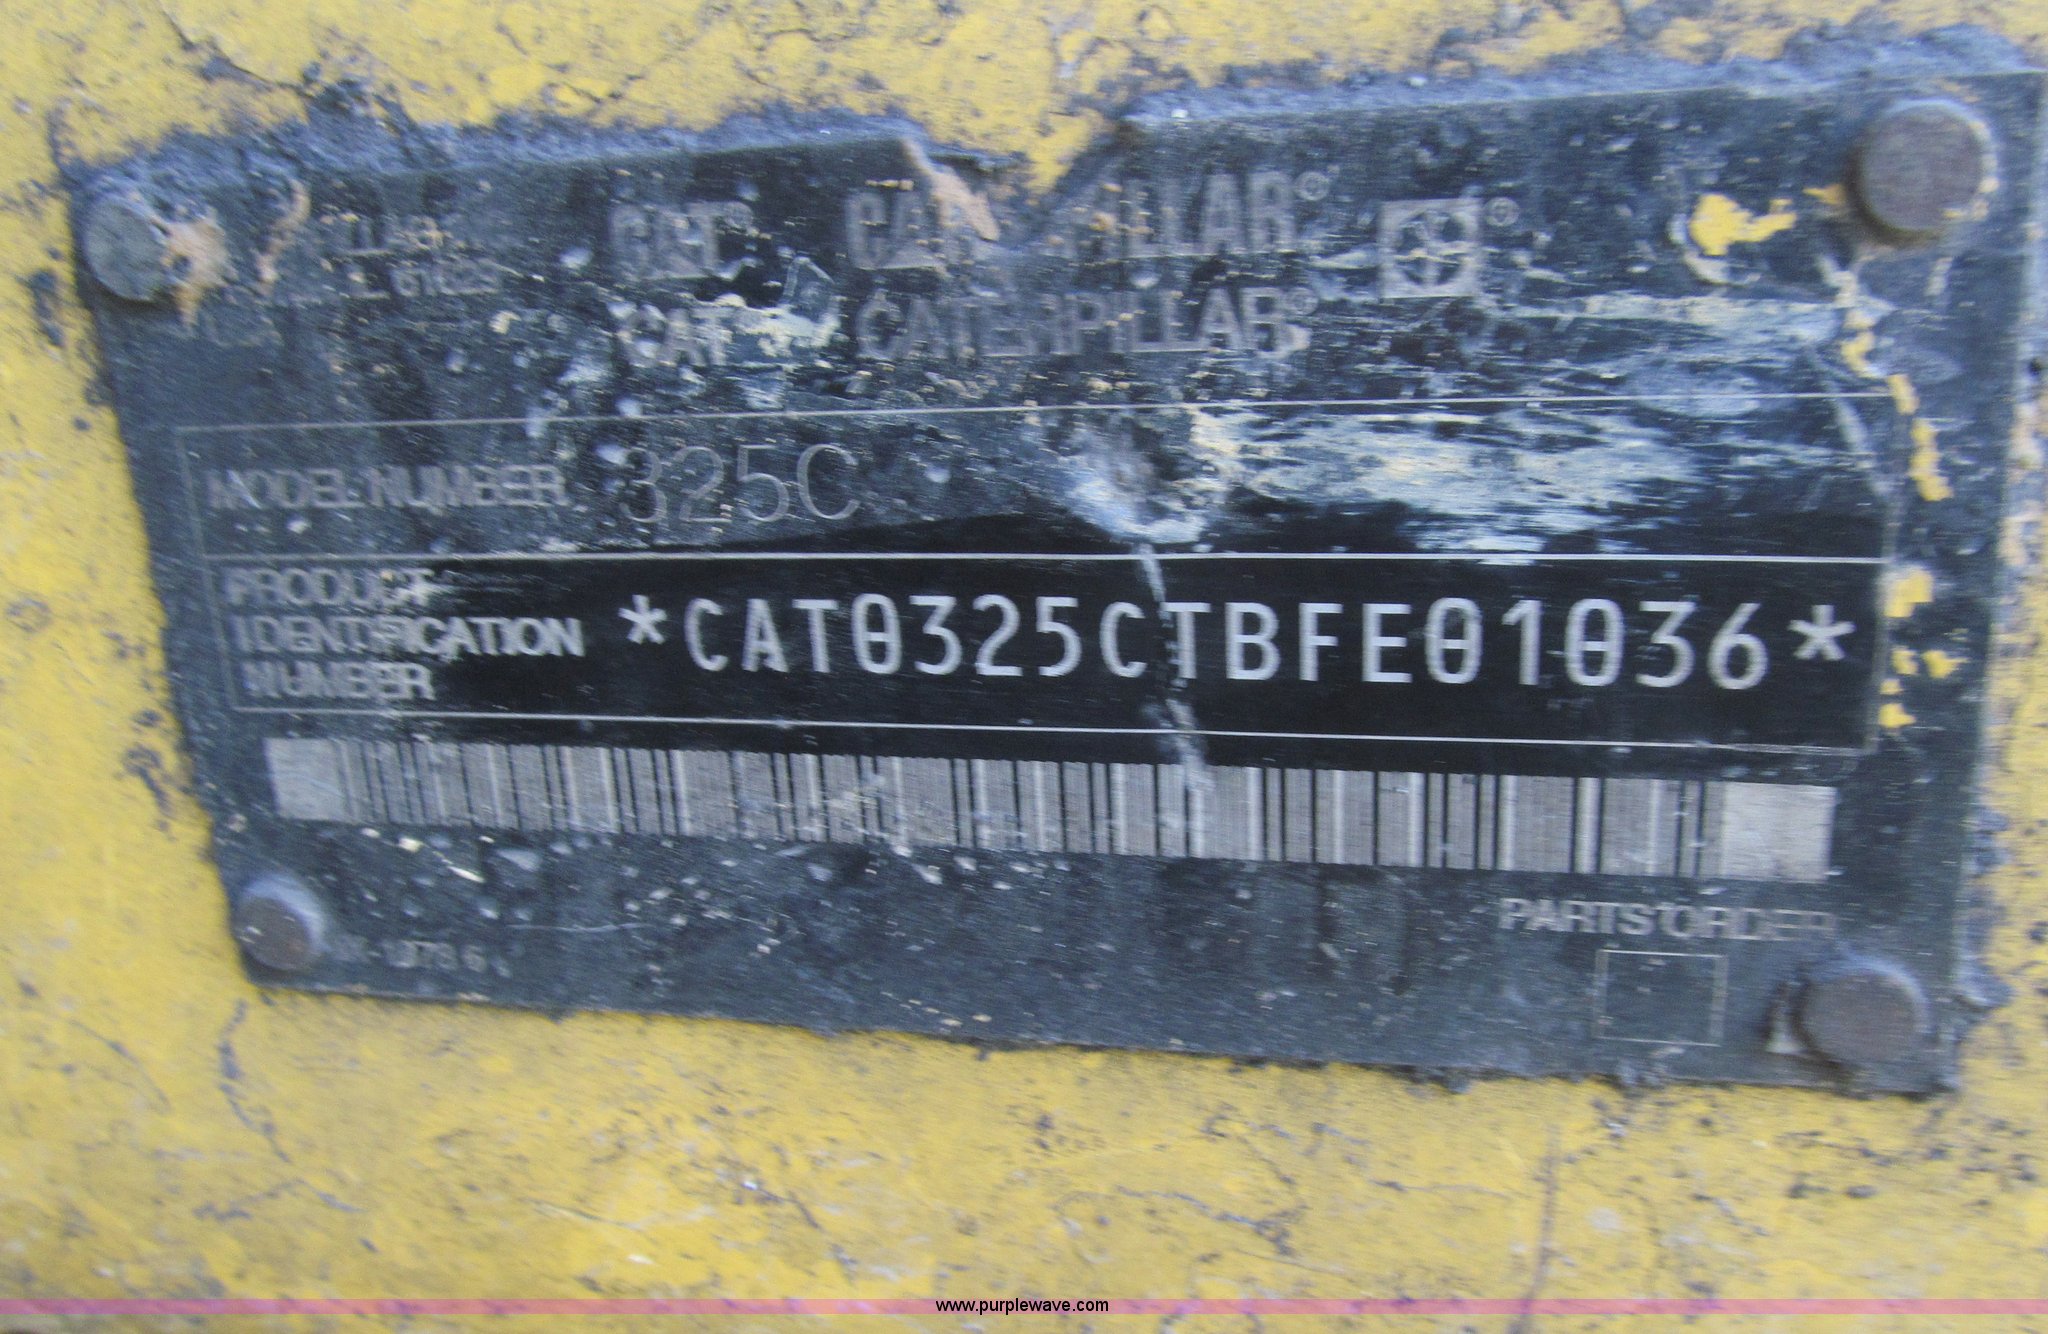 CAT® CATERPILLAR®
CAT CATERPILLAR®
MODEL NUMBER 325C
PRODUCT
IDENTIFICATION
NUMBER
*CAT0325CTBFE01036*
PARTS ORDER
www.purplewave.com